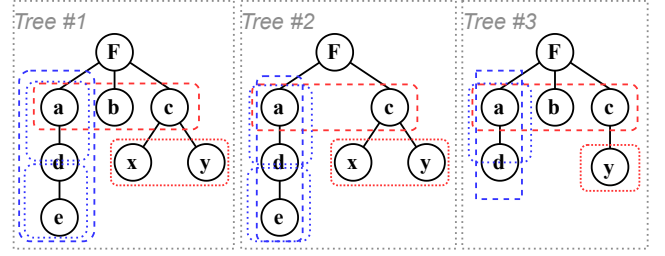 Tree #1 Tree #2 Tree #3
F F F
a b c a c a b c
d x y d x y d y
e e